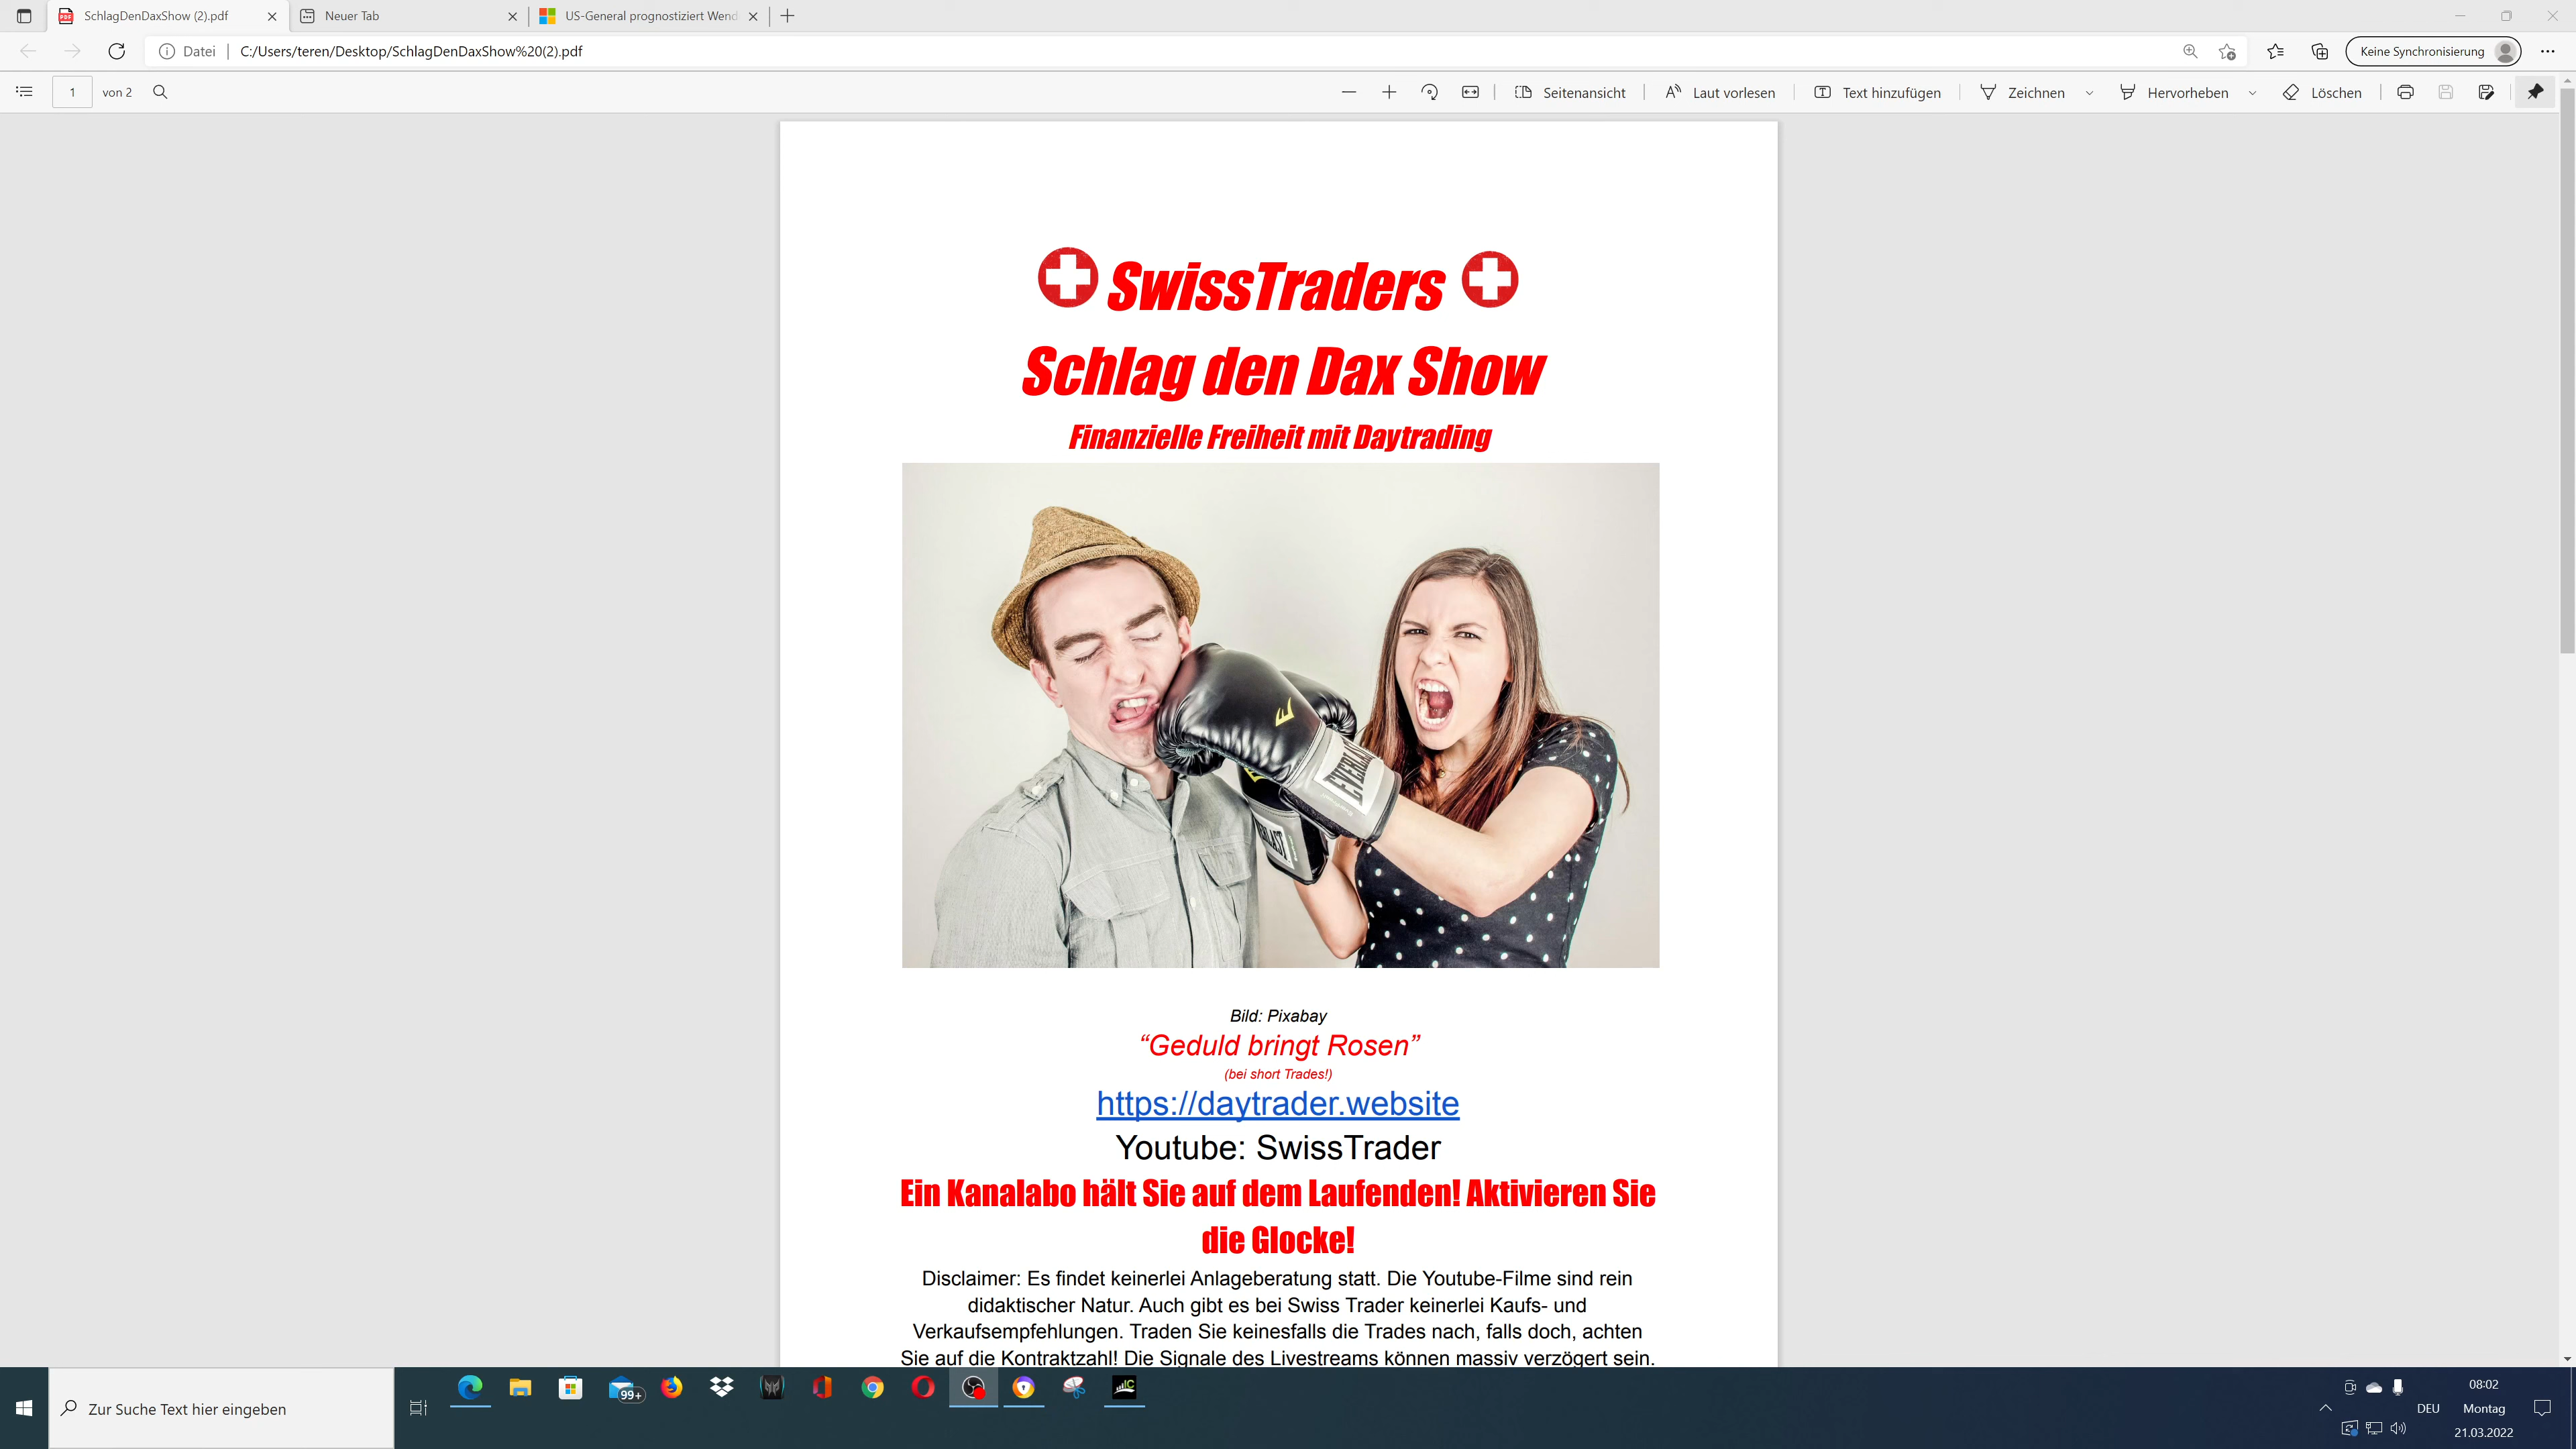 SchlagDenDaxShow (2).pdf
Neuer Tab
US-General prognostiziert Wend
Datei
C:/Users/teren/Desktop/SchlagDenDaxShow%20(2).pdf
Keine Synchronisierung
1
von 2
Seitenansicht
Laut vorlesen
Text hinzufügen
Zeichnen
Hervorheben
Löschen
SwissTraders
Schlag den Dax Show
Finanzielle Freiheit mit Daytrading
EVERLAST
Bild: Pixabay
“Geduld bringt Rosen”
(bei short Trades!)
https://daytrader.website
Youtube: SwissTrader
Ein Kanalabo hält Sie auf dem Laufenden! Aktivieren Sie
die Glocke!
Disclaimer: Es findet keinerlei Anlageberatung statt. Die Youtube-Filme sind rein
didaktischer Natur. Auch gibt es bei Swiss Trader keinerlei Kaufs- und
Verkaufsempfehlungen. Traden Sie keinesfalls die Trades nach, falls doch, achten
Sie auf die Kontraktzahl! Die Signale des Livestreams können massiv verzögert sein.
Zur Suche Text hier eingeben
99+
IC
DEU
08:02
Montag
21.03.2022